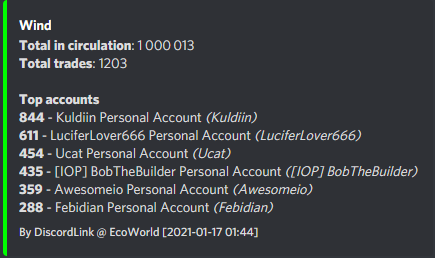 Wind
Total in circulation: 1 000 013
Total trades: 1203
Top accounts
844 - Kuldiin Personal Account (Kuldiin)
611 - LuciferLover666 Personal Account (LuciferLover666)
454 - Ucat Personal Account (Ucat)
435 - [IOP] BobTheBuilder Personal Account ([IOP] BobTheBuilder)
359 - Awesomeio Personal Account (Awesomeio)
288 - Febidian Personal Account (Febidian)
By DiscordLink @ EcoWorld [2021-01-17 01:44]